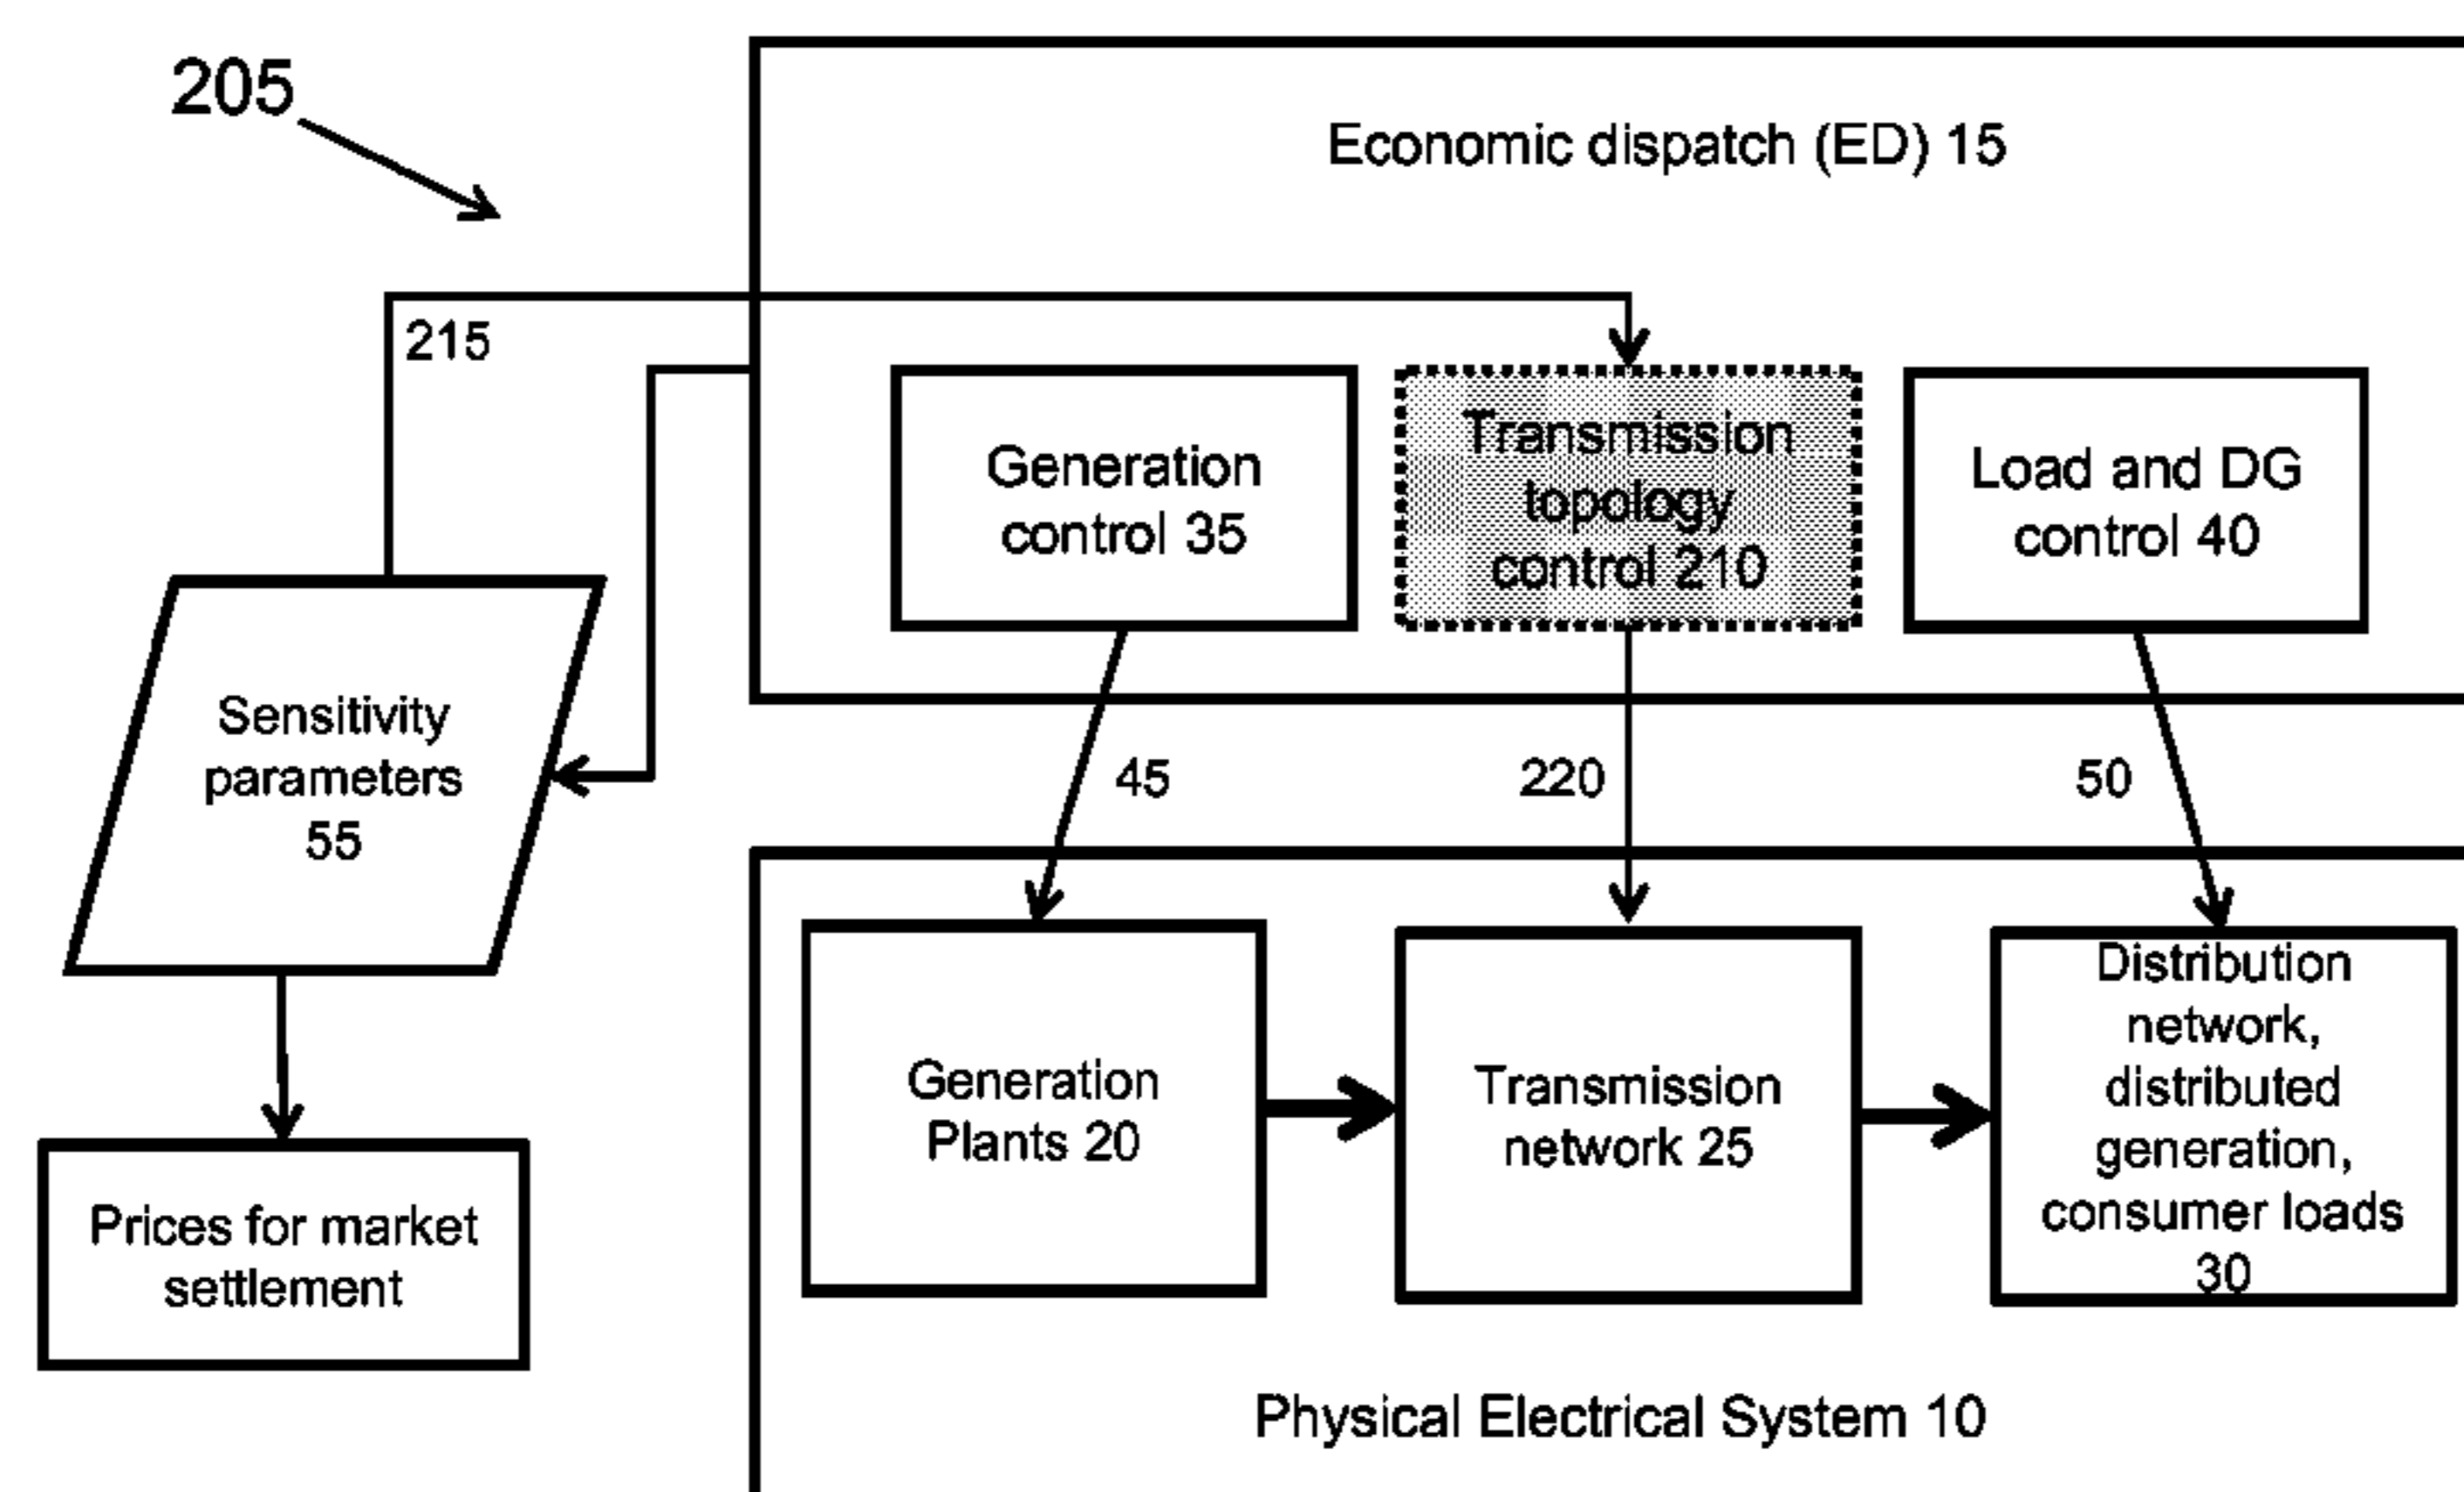 205
Economic dispatch (ED) 15
215
Generation
control 35
Transmission
topology
control 210
Load and DG
control 40
Sensitivity
parameters
55
45
220
50
Generation
Plants 20
Transmission
network 25
Distribution
network,
distributed
generation,
consumer loads
30
Prices for market
settlement
Physical Electrical System 10